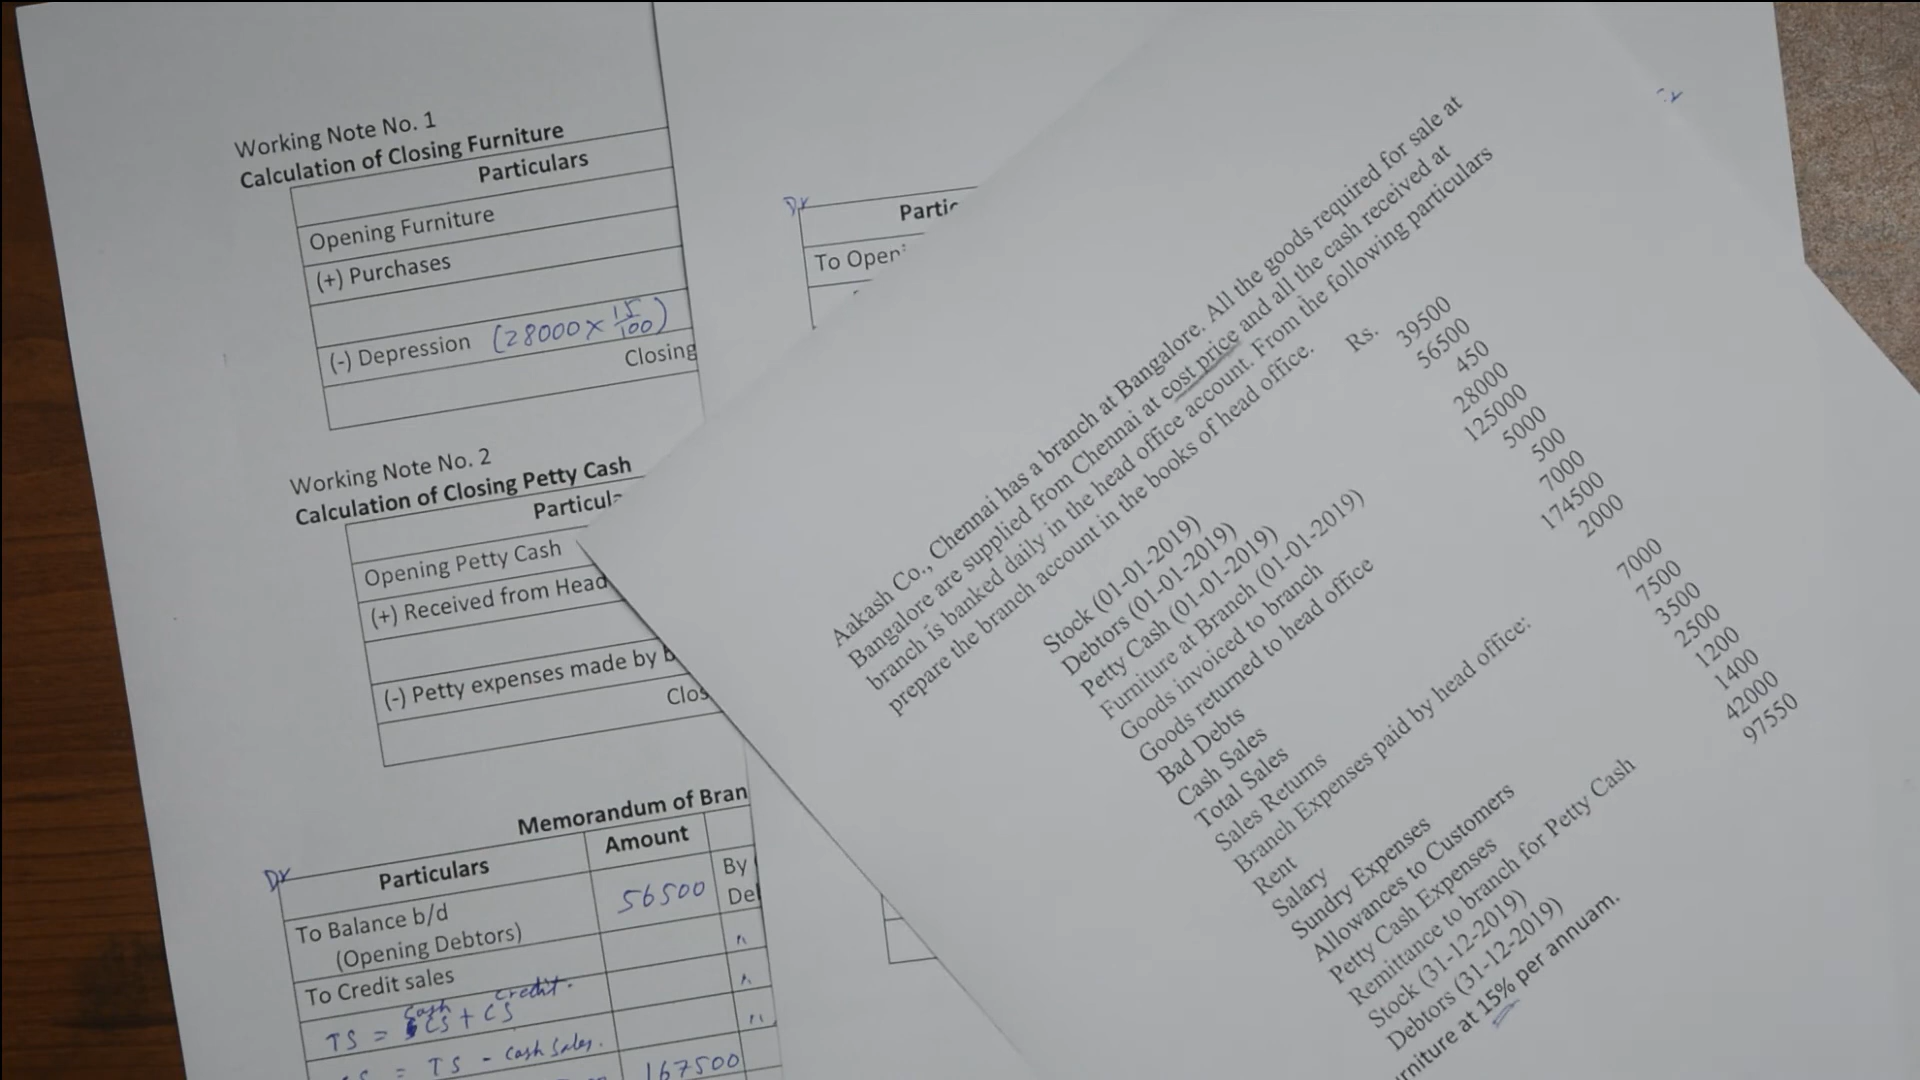 Working Note No. 1
Calculation of Closing Furniture
Particulars
Opening Furniture
(+) Purchases
(-) Depression (28000 × 15/100)
Closing
Working Note No. 2
Calculation of Closing Petty Cash
Opening Petty Cash
(+) Received from Head
(-) Petty expenses made by
Memorandum of Bran
Dr
Particulars Amount
To Balance b/d 56500 By
(Opening Debtors)
To Credit sales
TS = CS + CS
Cash Credit.
= TS - Cash Sales.
167500
Dr
To Open
Aakash Co., Chennai has a branch at Bangalore. All the goods required for sale at
Bangalore are supplied from Chennai at cost price and all the cash received at
branch is banked daily in the head office account. From the following particulars
prepare the branch account in the books of head office.
Rs.
Stock (01-01-2019) 39500
Debtors (01-01-2019) 56500
Petty Cash (01-01-2019) 450
Furniture at Branch (01-01-2019) 28000
Goods invoiced to branch 125000
Goods returned to head office 5000
Bad Debts 500
Cash Sales 7000
Total Sales 174500
Sales Returns 2000
Branch Expenses paid by head office:
Rent 7000
Salary 7500
Sundry Expenses 3500
Allowances to Customers 2500
Petty Cash Expenses 1200
Remittance to branch for Petty Cash 1400
Stock (31-12-2019) 42000
Debtors (31-12-2019) 97550
rniture at 15% per annuam.